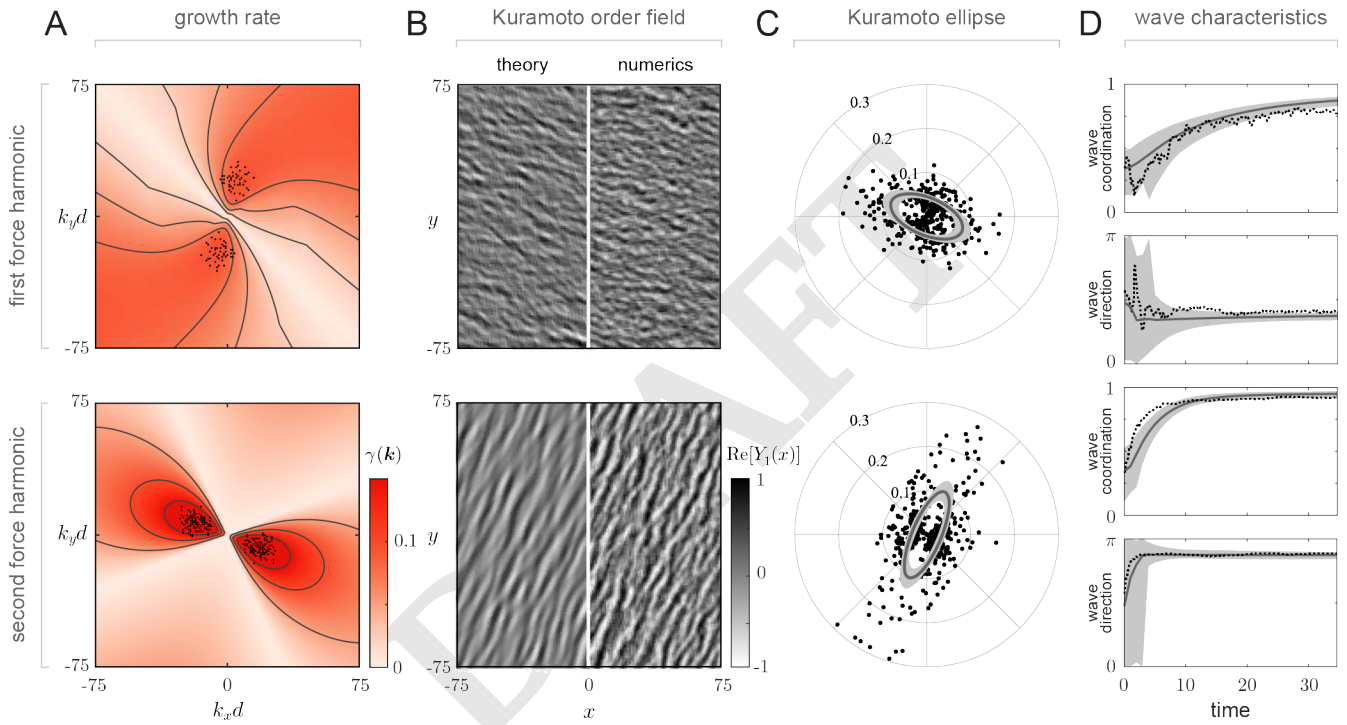 A growth rate
B Kuramoto order field
C Kuramoto ellipse
D wave characteristics
theory numerics
first force harmonic
75
k_y d
-75
-75 75
75
y
-75
-75 75
0.3
0.2
0.1
1
wave coordination
0
π
wave direction
0
second force harmonic
75
k_y d
-75
-75 0 75
k_x d
γ(k)
0.1
0
75
y
-75
0 75
x
Re[Y_1(x)]
1
0
-1
0.3
0.2
0.1
1
wave coordination
0
π
wave direction
0
0 10 20 30
time
DRAFT